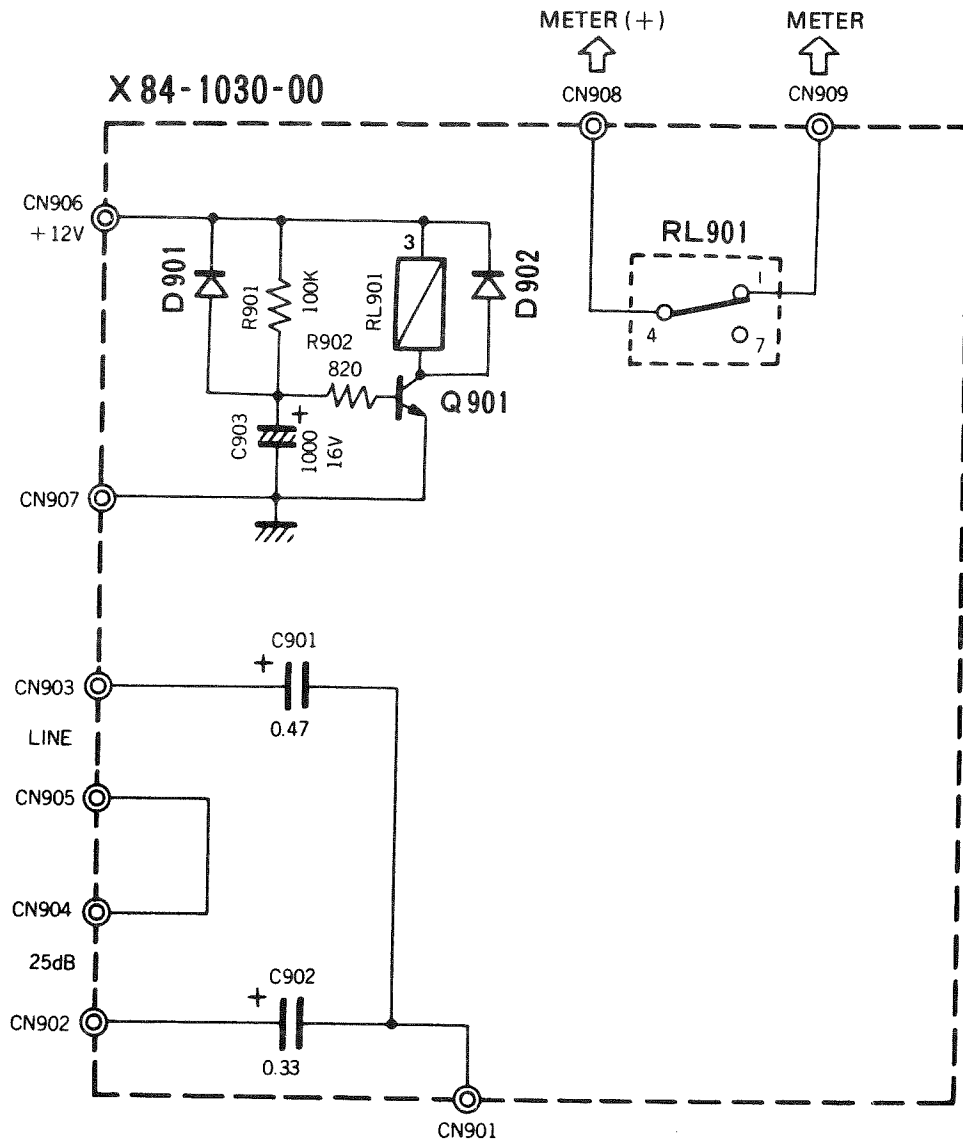 METER (+)
METER
CN908
CN909
X 84-1030-00
CN906
+12V
D901
R901
100K
3
RL901
D902
RL901
1
4
7
R902
820
Q901
C903
+
1000
16V
CN907
C901
+
CN903
0.47
LINE
CN905
CN904
25dB
C902
+
CN902
0.33
CN901